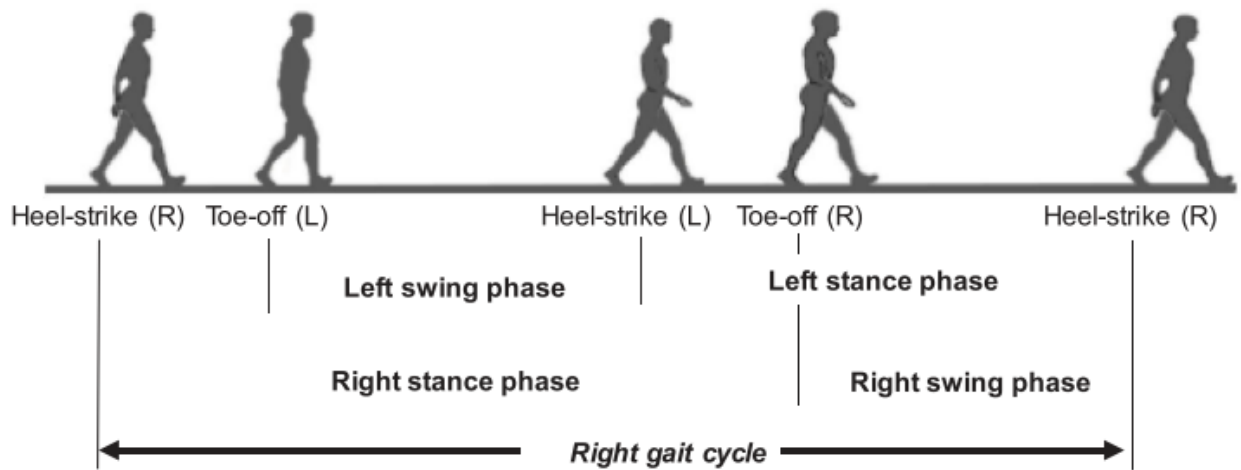 Heel-strike (R) Toe-off (L) Heel-strike (L) Toe-off (R) Heel-strike (R)
Left swing phase Left stance phase
Right stance phase Right swing phase
Right gait cycle